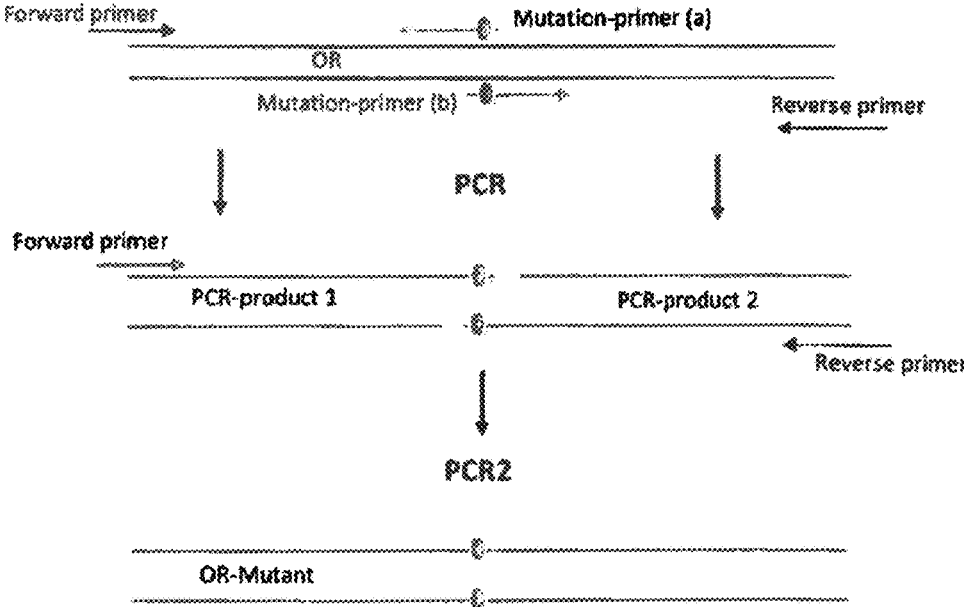 Forward primer
Mutation-primer (a)
OR
Mutation-primer (b)
Reverse primer
PCR
Forward primer
PCR-product 1
PCR-product 2
Reverse primer
PCR2
OR-Mutant